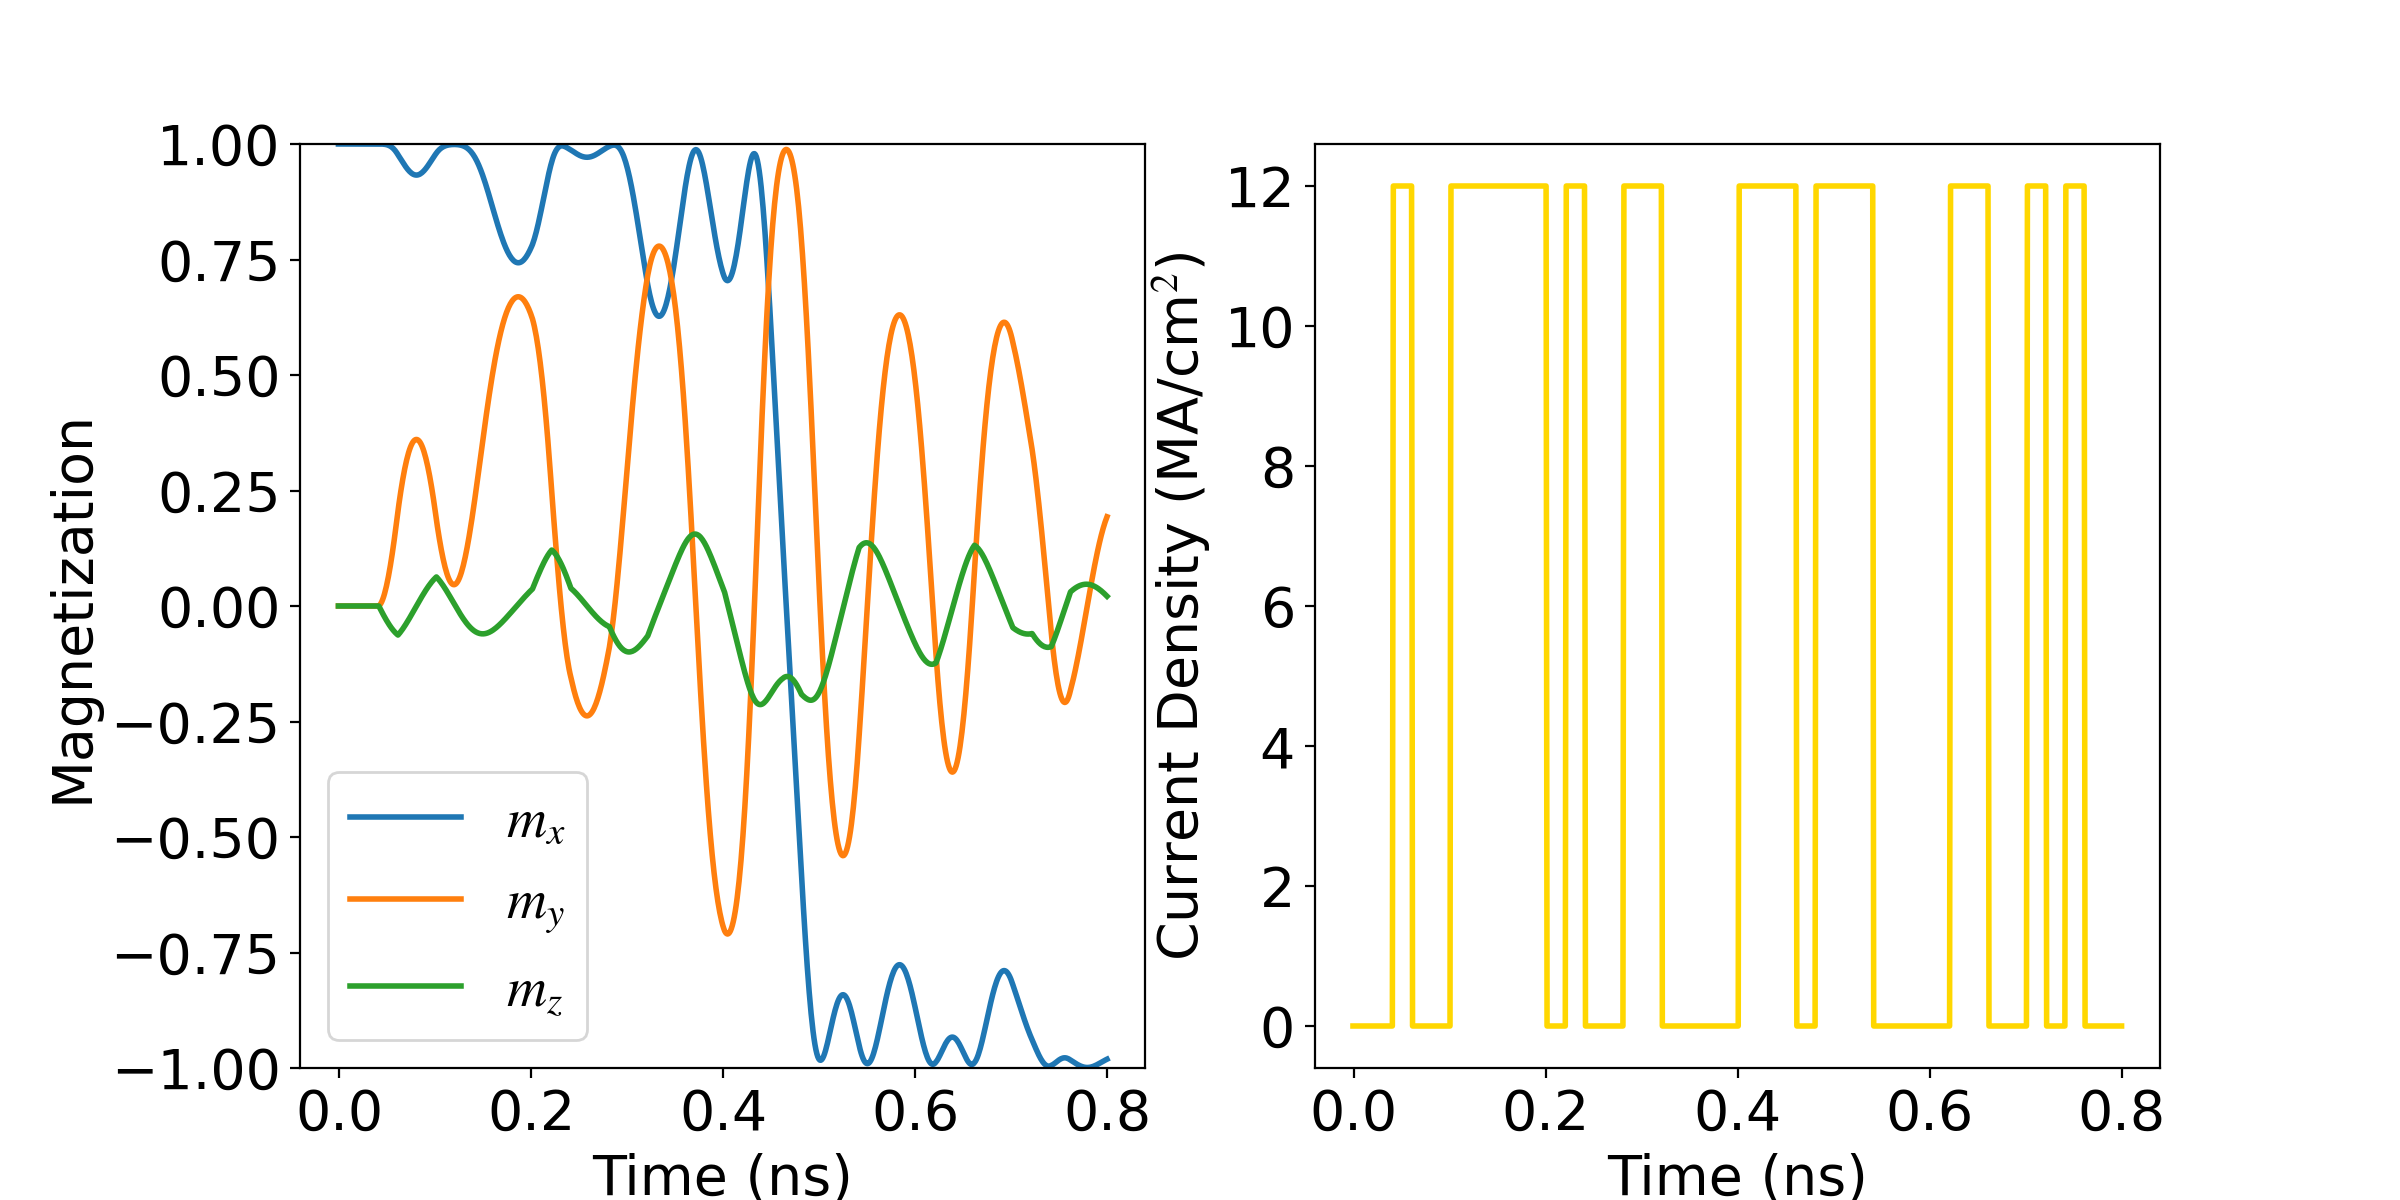 Magnetization
1.00
0.75
0.50
0.25
0.00
−0.25
−0.50
−0.75
−1.00
0.0 0.2 0.4 0.6 0.8
Time (ns)
m_x
m_y
m_z
Current Density (MA/cm²)
12
10
8
6
4
2
0
0.0 0.2 0.4 0.6 0.8
Time (ns)